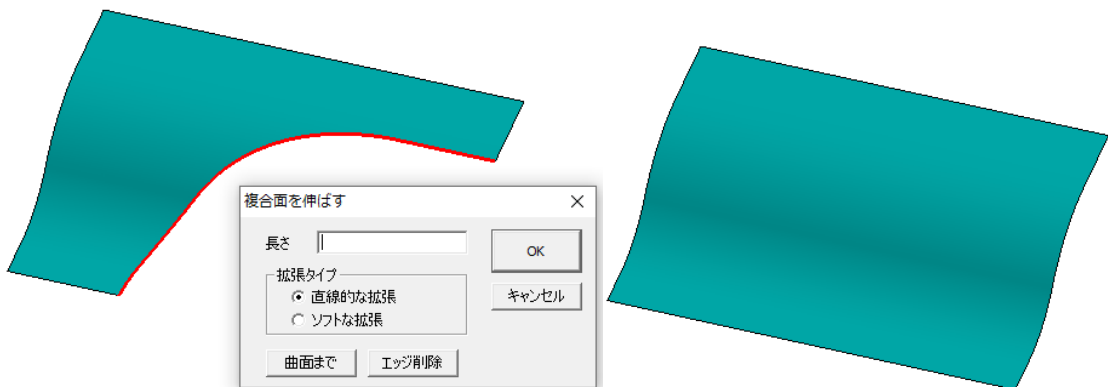 複合面を伸ばす
長さ
OK
拡張タイプ
直線的な拡張
キャンセル
ソフトな拡張
曲面まで エッジ削除